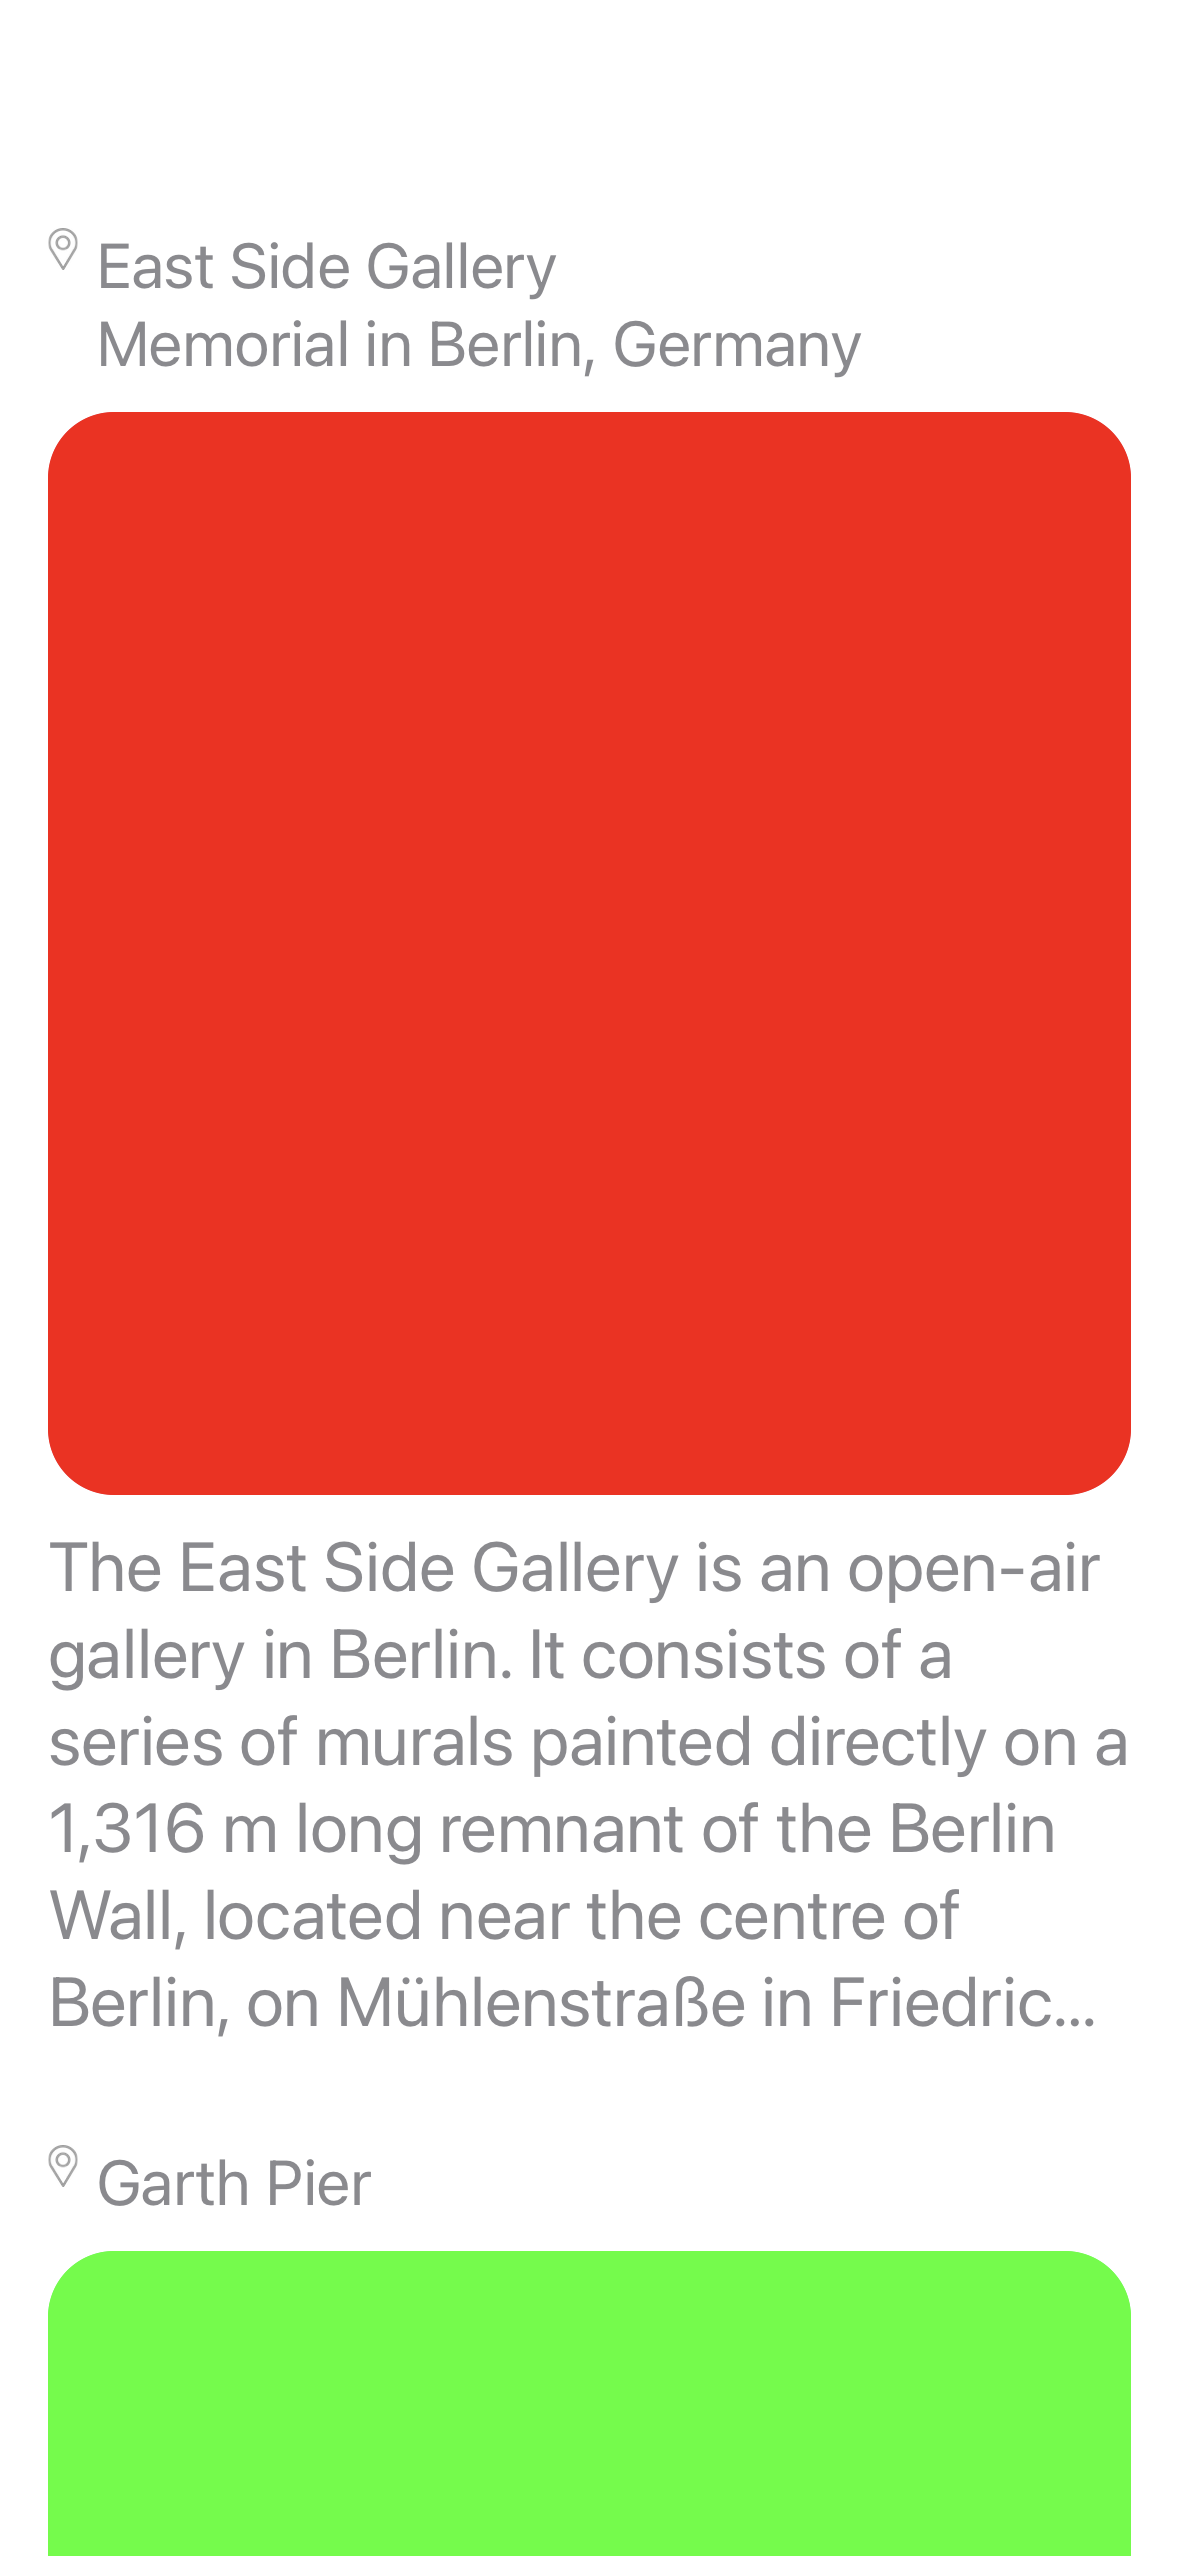 East Side Gallery
Memorial in Berlin, Germany
The East Side Gallery is an open-air
gallery in Berlin. It consists of a
series of murals painted directly on a
1,316 m long remnant of the Berlin
Wall, located near the centre of
Berlin, on Mühlenstraße in Friedric...
Garth Pier